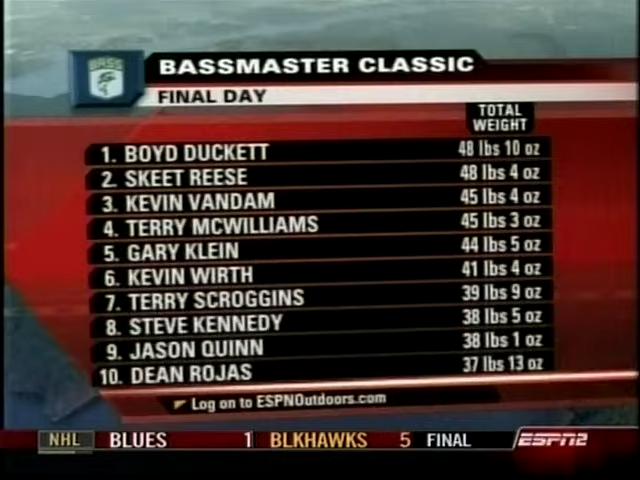 BASS
BASSMASTER CLASSIC
FINAL DAY
TOTAL
WEIGHT
1. BOYD DUCKETT 48 lbs 10 oz
2. SKEET REESE 48 lbs 4 oz
3. KEVIN VANDAM 45 lbs 4 oz
4. TERRY MCWILLIAMS 45 lbs 3 oz
5. GARY KLEIN 44 lbs 5 oz
6. KEVIN WIRTH 41 lbs 4 oz
7. TERRY SCROGGINS 39 lbs 9 oz
8. STEVE KENNEDY 38 lbs 5 oz
9. JASON QUINN 38 lbs 1 oz
10. DEAN ROJAS 37 lbs 13 oz
Log on to ESPNOutdoors.com
NHL BLUES 1 BLKHAWKS 5 FINAL ESPN2